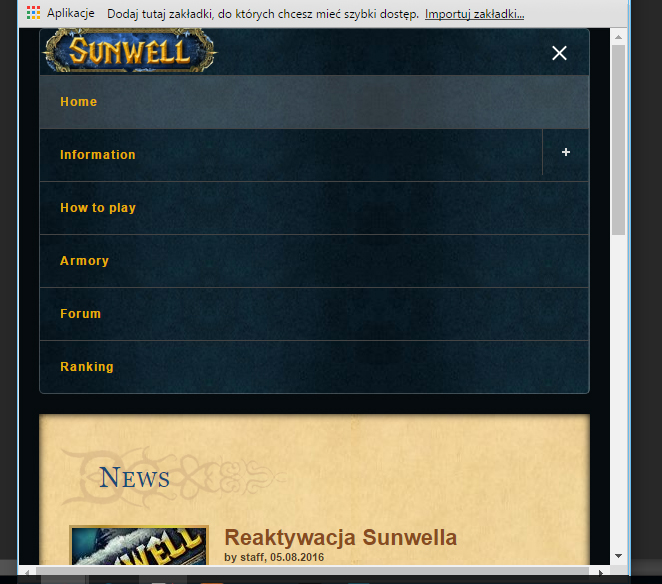 Aplikacje Dodaj tutaj zakładki, do których chcesz mieć szybki dostęp. Importuj zakładki...
SUNWELL
Home
Information +
How to play
Armory
Forum
Ranking
News
Reaktywacja Sunwella
by staff, 05.08.2016